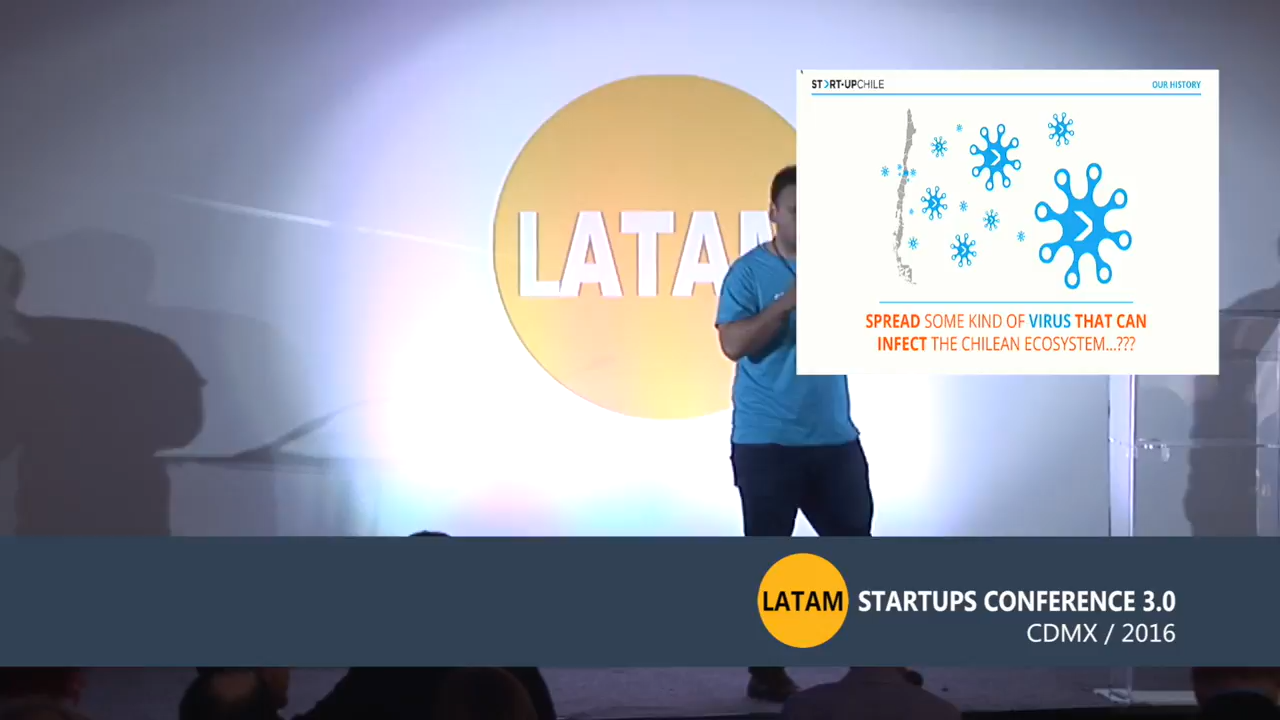 LATAM
ST>RT-UPCHILE
OUR HISTORY
SPREAD SOME KIND OF VIRUS THAT CAN
INFECT THE CHILEAN ECOSYSTEM...???
LATAM
STARTUPS CONFERENCE 3.0
CDMX / 2016